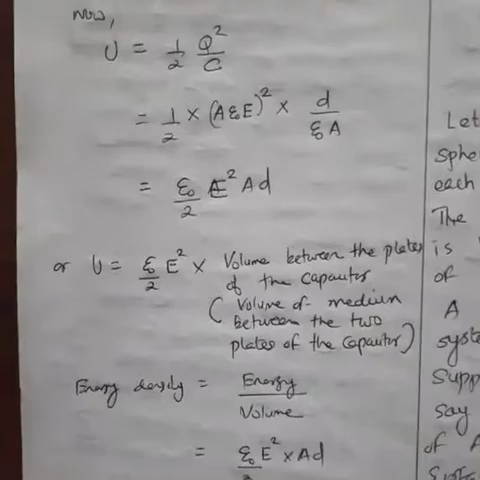 Now,
U = 1/2 Q²/C
= 1/2 × (Aε₀E)² × d/ε₀A
= ε₀/2 E² Ad
or U = ε₀/2 E² × Volume between the plates
of the capacitor
( Volume of medium
between the two
plates of the capacitor)
Energy density = Energy/Volume
= ε₀E² × Ad
2
Let
sphe
each
The
is
of
A
syste
supp
say
of A